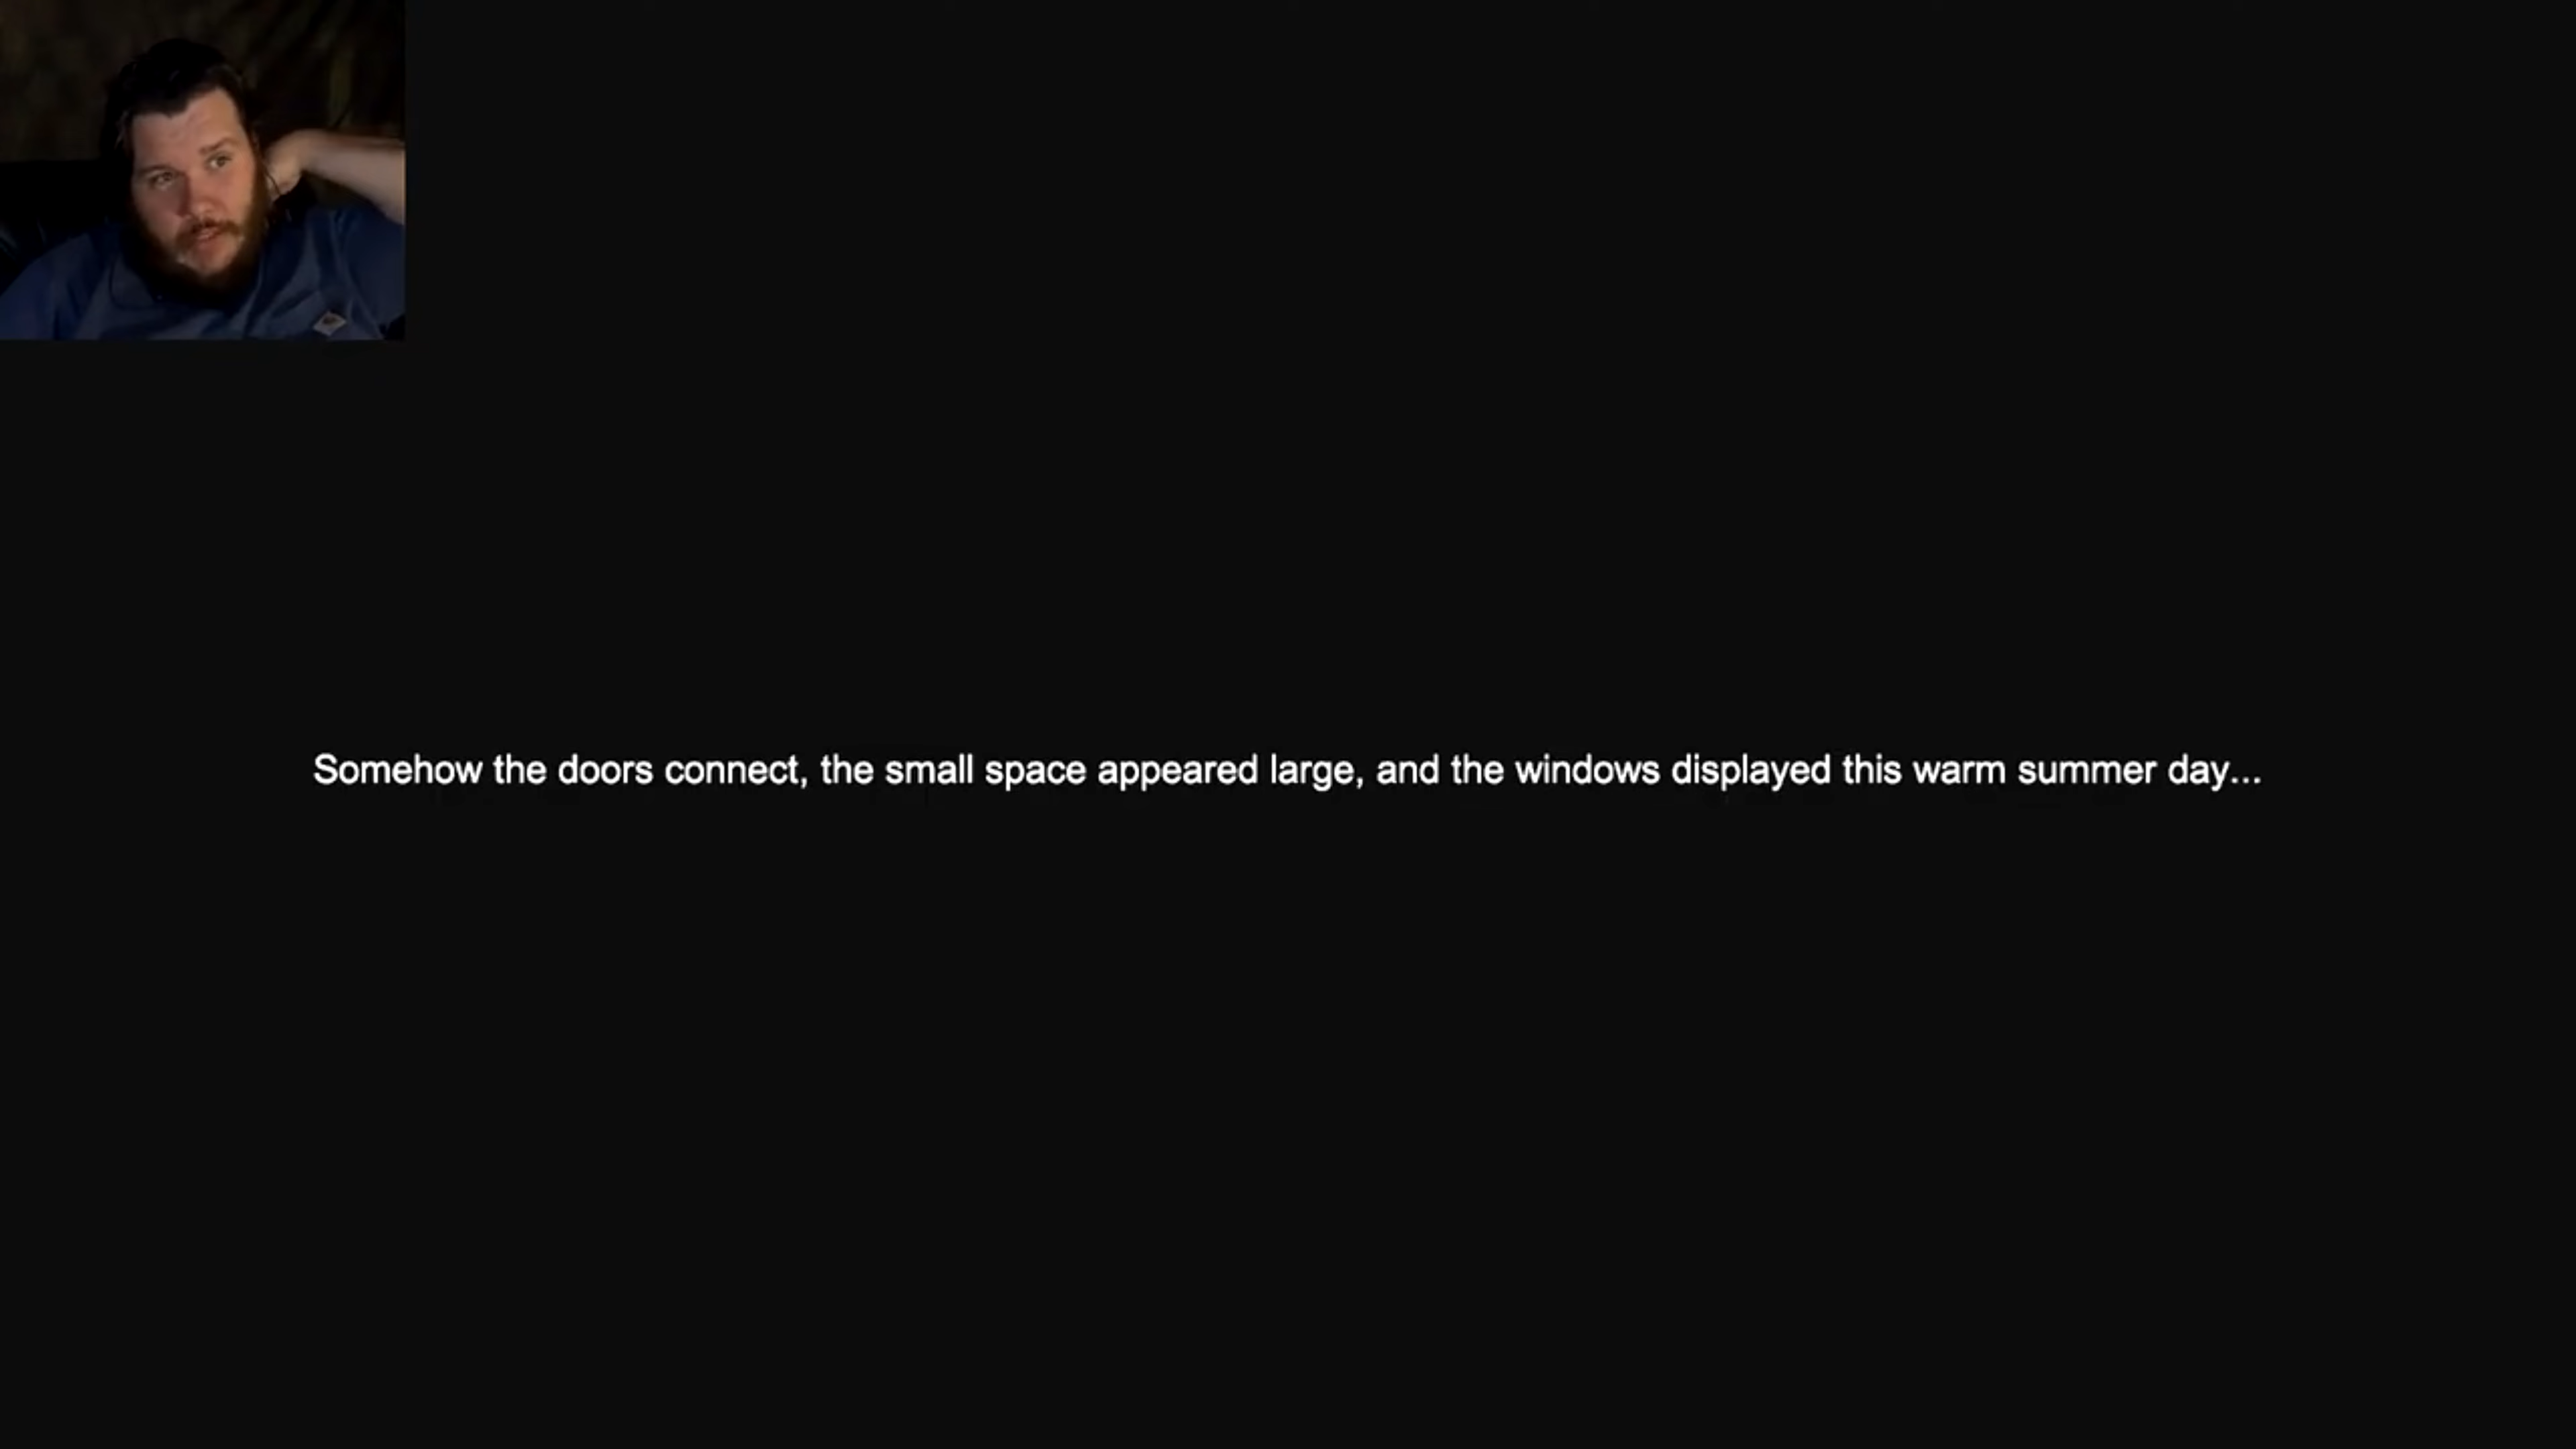 Somehow the doors connect, the small space appeared large, and the windows displayed this warm summer day...